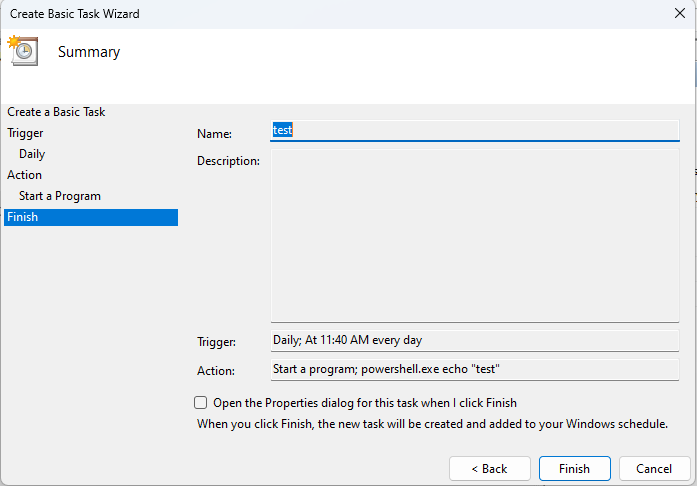 Create Basic Task Wizard
Summary
Create a Basic Task
Trigger
Daily
Action
Start a Program
Finish
Name:
test
Description:
Trigger:
Daily; At 11:40 AM every day
Action:
Start a program; powershell.exe echo "test"
Open the Properties dialog for this task when I click Finish
When you click Finish, the new task will be created and added to your Windows schedule.
< Back
Finish
Cancel